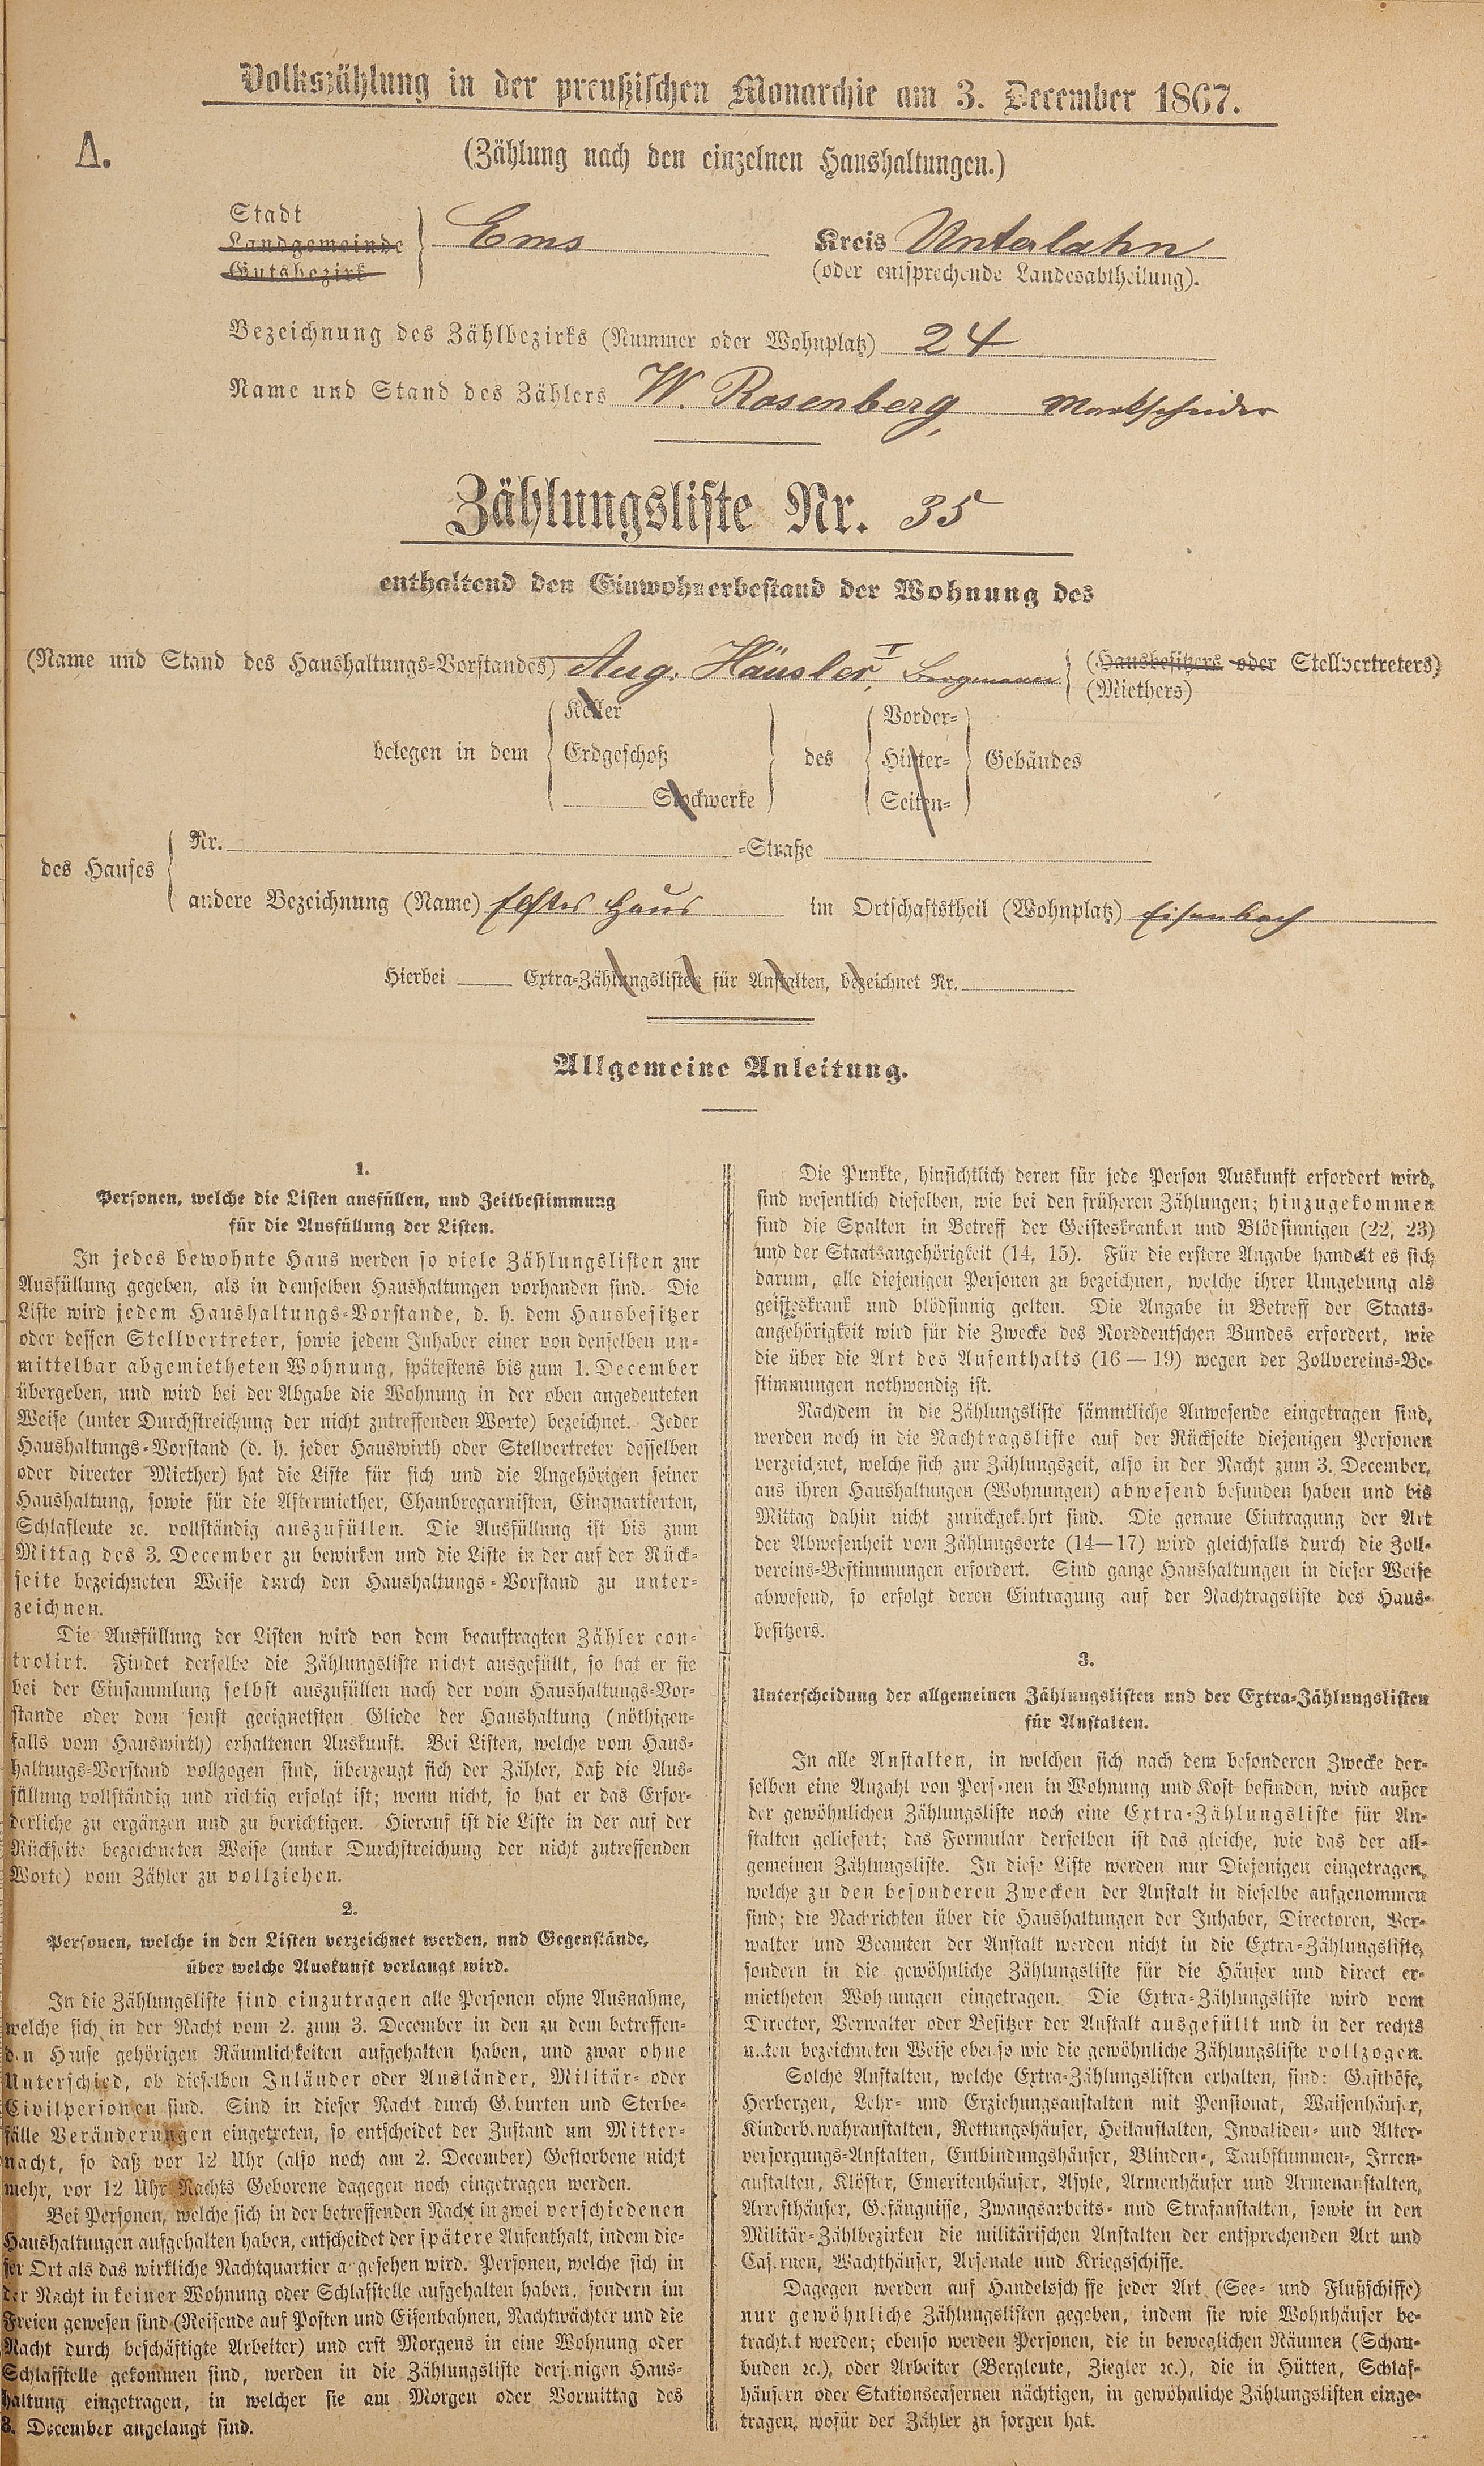 Volkszählung in der preußischen Monarchie am 3. December 1867.
A.
(Zählung nach den einzelnen Haushaltungen.)
Stadt
Landgemeinde
Gutsbezirk
Ems
Kreis Unterlahn
(oder entsprechende Landesabtheilung).
Bezeichnung des Zählbezirks (Nummer oder Wohnplatz) 24
Name und Stand des Zählers W. Rosenberg, Markscheider
Zählungsliste Nr. 35
enthaltend den Einwohnerbestand der Wohnung des
(Name und Stand des Haushaltungs-Vorstandes) Aug. Häusler I, Bergmann (Hausbesitzers oder Stellvertreters)
(Miethers)
Keller
belegen in dem Erdgeschoß des
Stockwerke
Vorder-
Hinter- Gebäudes
Seiten-
des Hauses
Nr. -Straße
andere Bezeichnung (Name) Haus im Ortschaftstheil (Wohnplatz) Eisenbach
Hierbei Extra-Zählungslisten für Anstalten, bezeichnet Nr.
Allgemeine Anleitung.
1.
Personen, welche die Listen ausfüllen, und Zeitbestimmung
für die Ausfüllung der Listen.
In jedes bewohnte Haus werden so viele Zählungslisten zur
Ausfüllung gegeben, als in demselben Haushaltungen vorhanden sind. Die
Liste wird jedem Haushaltungs-Vorstande, d. h. dem Hausbesitzer
oder dessen Stellvertreter, sowie jedem Inhaber einer von denselben un-
mittelbar abgemietheten Wohnung, spätestens bis zum 1. December
übergeben, und wird bei der Abgabe die Wohnung in der oben angedeuteten
Weise (unter Durchstreichung der nicht zutreffenden Worte) bezeichnet. Jeder
Haushaltungs-Vorstand (d. h. jeder Hauswirth oder Stellvertreter desselben
oder directer Miether) hat die Liste für sich und die Angehörigen seiner
Haushaltung, sowie für die Aftermiether, Chambregarnisten, Einquartierten,
Schlafleute ꝛc. vollständig auszufüllen. Die Ausfüllung ist bis zum
Mittag des 3. December zu bewirken und die Liste in der auf der Rück-
seite bezeichneten Weise durch den Haushaltungs-Vorstand zu unter-
zeichnen.
Die Ausfüllung der Listen wird von dem beauftragten Zähler con-
trolirt. Findet derselbe die Zählungsliste nicht ausgefüllt, so hat er sie
bei der Einsammlung selbst auszufüllen nach der vom Haushaltungs-Vor-
stande oder dem sonst geeignetsten Gliede der Haushaltung (nöthigen-
falls vom Hauswirth) erhaltenen Auskunft. Bei Listen, welche vom Haus-
haltungs-Vorstand vollzogen sind, überzeugt sich der Zähler, daß die Aus-
füllung vollständig und richtig erfolgt ist; wenn nicht, so hat er das Erfor-
derliche zu ergänzen und zu berichtigen. Hierauf ist die Liste in der auf der
Rückseite bezeichneten Weise (unter Durchstreichung der nicht zutreffenden
Worte) vom Zähler zu vollziehen.
2.
Personen, welche in den Listen verzeichnet werden, und Gegenstände,
über welche Auskunft verlangt wird.
In die Zählungsliste sind einzutragen alle Personen ohne Ausnahme,
welche sich in der Nacht vom 2. zum 3. December in den zu dem betreffen-
den Hause gehörigen Räumlichkeiten aufgehalten haben, und zwar ohne
Unterschied, ob dieselben Inländer oder Ausländer, Militär- oder
Civilpersonen sind. Sind in dieser Nacht durch Geburten und Sterbe-
fälle Veränderungen eingetreten, so entscheidet der Zustand um Mitter-
nacht, so daß vor 12 Uhr (also noch am 2. December) Gestorbene nicht
mehr, vor 12 Uhr Nachts Geborene dagegen noch eingetragen werden.
Bei Personen, welche sich in der betreffenden Nacht in zwei verschiedenen
Haushaltungen aufgehalten haben, entscheidet der spätere Aufenthalt, indem die-
ser Ort als das wirkliche Nachtquartier angesehen wird. Personen, welche sich in
der Nacht in keiner Wohnung oder Schlafstelle aufgehalten haben, sondern im
Freien gewesen sind (Reisende auf Posten und Eisenbahnen, Nachtwächter und die
Nacht durch beschäftigte Arbeiter) und erst Morgens in eine Wohnung oder
Schlafstelle gekommen sind, werden in die Zählungsliste derjenigen Haus-
haltung eingetragen, in welcher sie am Morgen oder Vormittag des
3. December angelangt sind.
Die Punkte, hinsichtlich deren für jede Person Auskunft erfordert wird,
sind wesentlich dieselben, wie bei den früheren Zählungen; hinzugekommen
sind die Spalten in Betreff der Geisteskranken und Blödsinnigen (22, 23)
und der Staatsangehörigkeit (14, 15). Für die erstere Angabe handelt es sich
darum, alle diejenigen Personen zu bezeichnen, welche ihrer Umgebung als
geisteskrank und blödsinnig gelten. Die Angabe in Betreff der Staats-
angehörigkeit wird für die Zwecke des Norddeutschen Bundes erfordert, wie
die über die Art des Aufenthalts (16—19) wegen der Zollvereins-Be-
stimmungen nothwendig ist.
Nachdem in die Zählungsliste sämmtliche Anwesende eingetragen sind,
werden noch in die Nachtragsliste auf der Rückseite diejenigen Personen
verzeichnet, welche sich zur Zählungszeit, also in der Nacht zum 3. December,
aus ihren Haushaltungen (Wohnungen) abwesend befunden haben und bis
Mittag dahin nicht zurückgekehrt sind. Die genaue Eintragung der Art
der Abwesenheit vom Zählungsorte (14—17) wird gleichfalls durch die Zoll-
vereins-Bestimmungen erfordert. Sind ganze Haushaltungen in dieser Weise
abwesend, so erfolgt deren Eintragung auf der Nachtragsliste des Haus-
besitzers.
3.
Unterscheidung der allgemeinen Zählungslisten und der Extra-Zählungslisten
für Anstalten.
In alle Anstalten, in welchen sich nach dem besonderen Zwecke der-
selben eine Anzahl von Personen in Wohnung und Kost befinden, wird außer
der gewöhnlichen Zählungsliste noch eine Extra-Zählungsliste für An-
stalten geliefert; das Formular derselben ist das gleiche, wie das der all-
gemeinen Zählungsliste. In diese Liste werden nur Diejenigen eingetragen,
welche zu den besonderen Zwecken der Anstalt in dieselbe aufgenommen
sind; die Nachrichten über die Haushaltungen der Inhaber, Directoren, Ver-
walter und Beamten der Anstalt werden nicht in die Extra-Zählungsliste,
sondern in die gewöhnliche Zählungsliste für die Häuser und direct er-
mietheten Wohnungen eingetragen. Die Extra-Zählungsliste wird vom
Director, Verwalter oder Besitzer der Anstalt ausgefüllt und in der rechts
unten bezeichneten Weise ebenso wie die gewöhnliche Zählungsliste vollzogen.
Solche Anstalten, welche Extra-Zählungslisten erhalten, sind: Gasthöfe,
Herbergen, Lehr- und Erziehungsanstalten mit Pensionat, Waisenhäuser,
Kinderbewahranstalten, Rettungshäuser, Heilanstalten, Invaliden- und Alter-
versorgungs-Anstalten, Entbindungshäuser, Blinden-, Taubstummen-, Irren-
anstalten, Klöster, Emeritenhäuser, Asyle, Armenhäuser und Armenanstalten,
Arresthäuser, Gefängnisse, Zwangsarbeits- und Strafanstalten, sowie in den
Militär-Zählbezirken die militärischen Anstalten der entsprechenden Art und
Casernen, Wachthäuser, Arsenale und Kriegsschiffe.
Dagegen werden auf Handelsschiffe jeder Art (See- und Flußschiffe)
nur gewöhnliche Zählungslisten gegeben, indem sie wie Wohnhäuser be-
trachtet werden; ebenso werden Personen, die in beweglichen Räumen (Schau-
buden ꝛc.), oder Arbeiter (Bergleute, Ziegler ꝛc.), die in Hütten, Schlaf-
häusern oder Stationscasernen nächtigen, in gewöhnliche Zählungslisten einge-
tragen, wofür der Zähler zu sorgen hat.